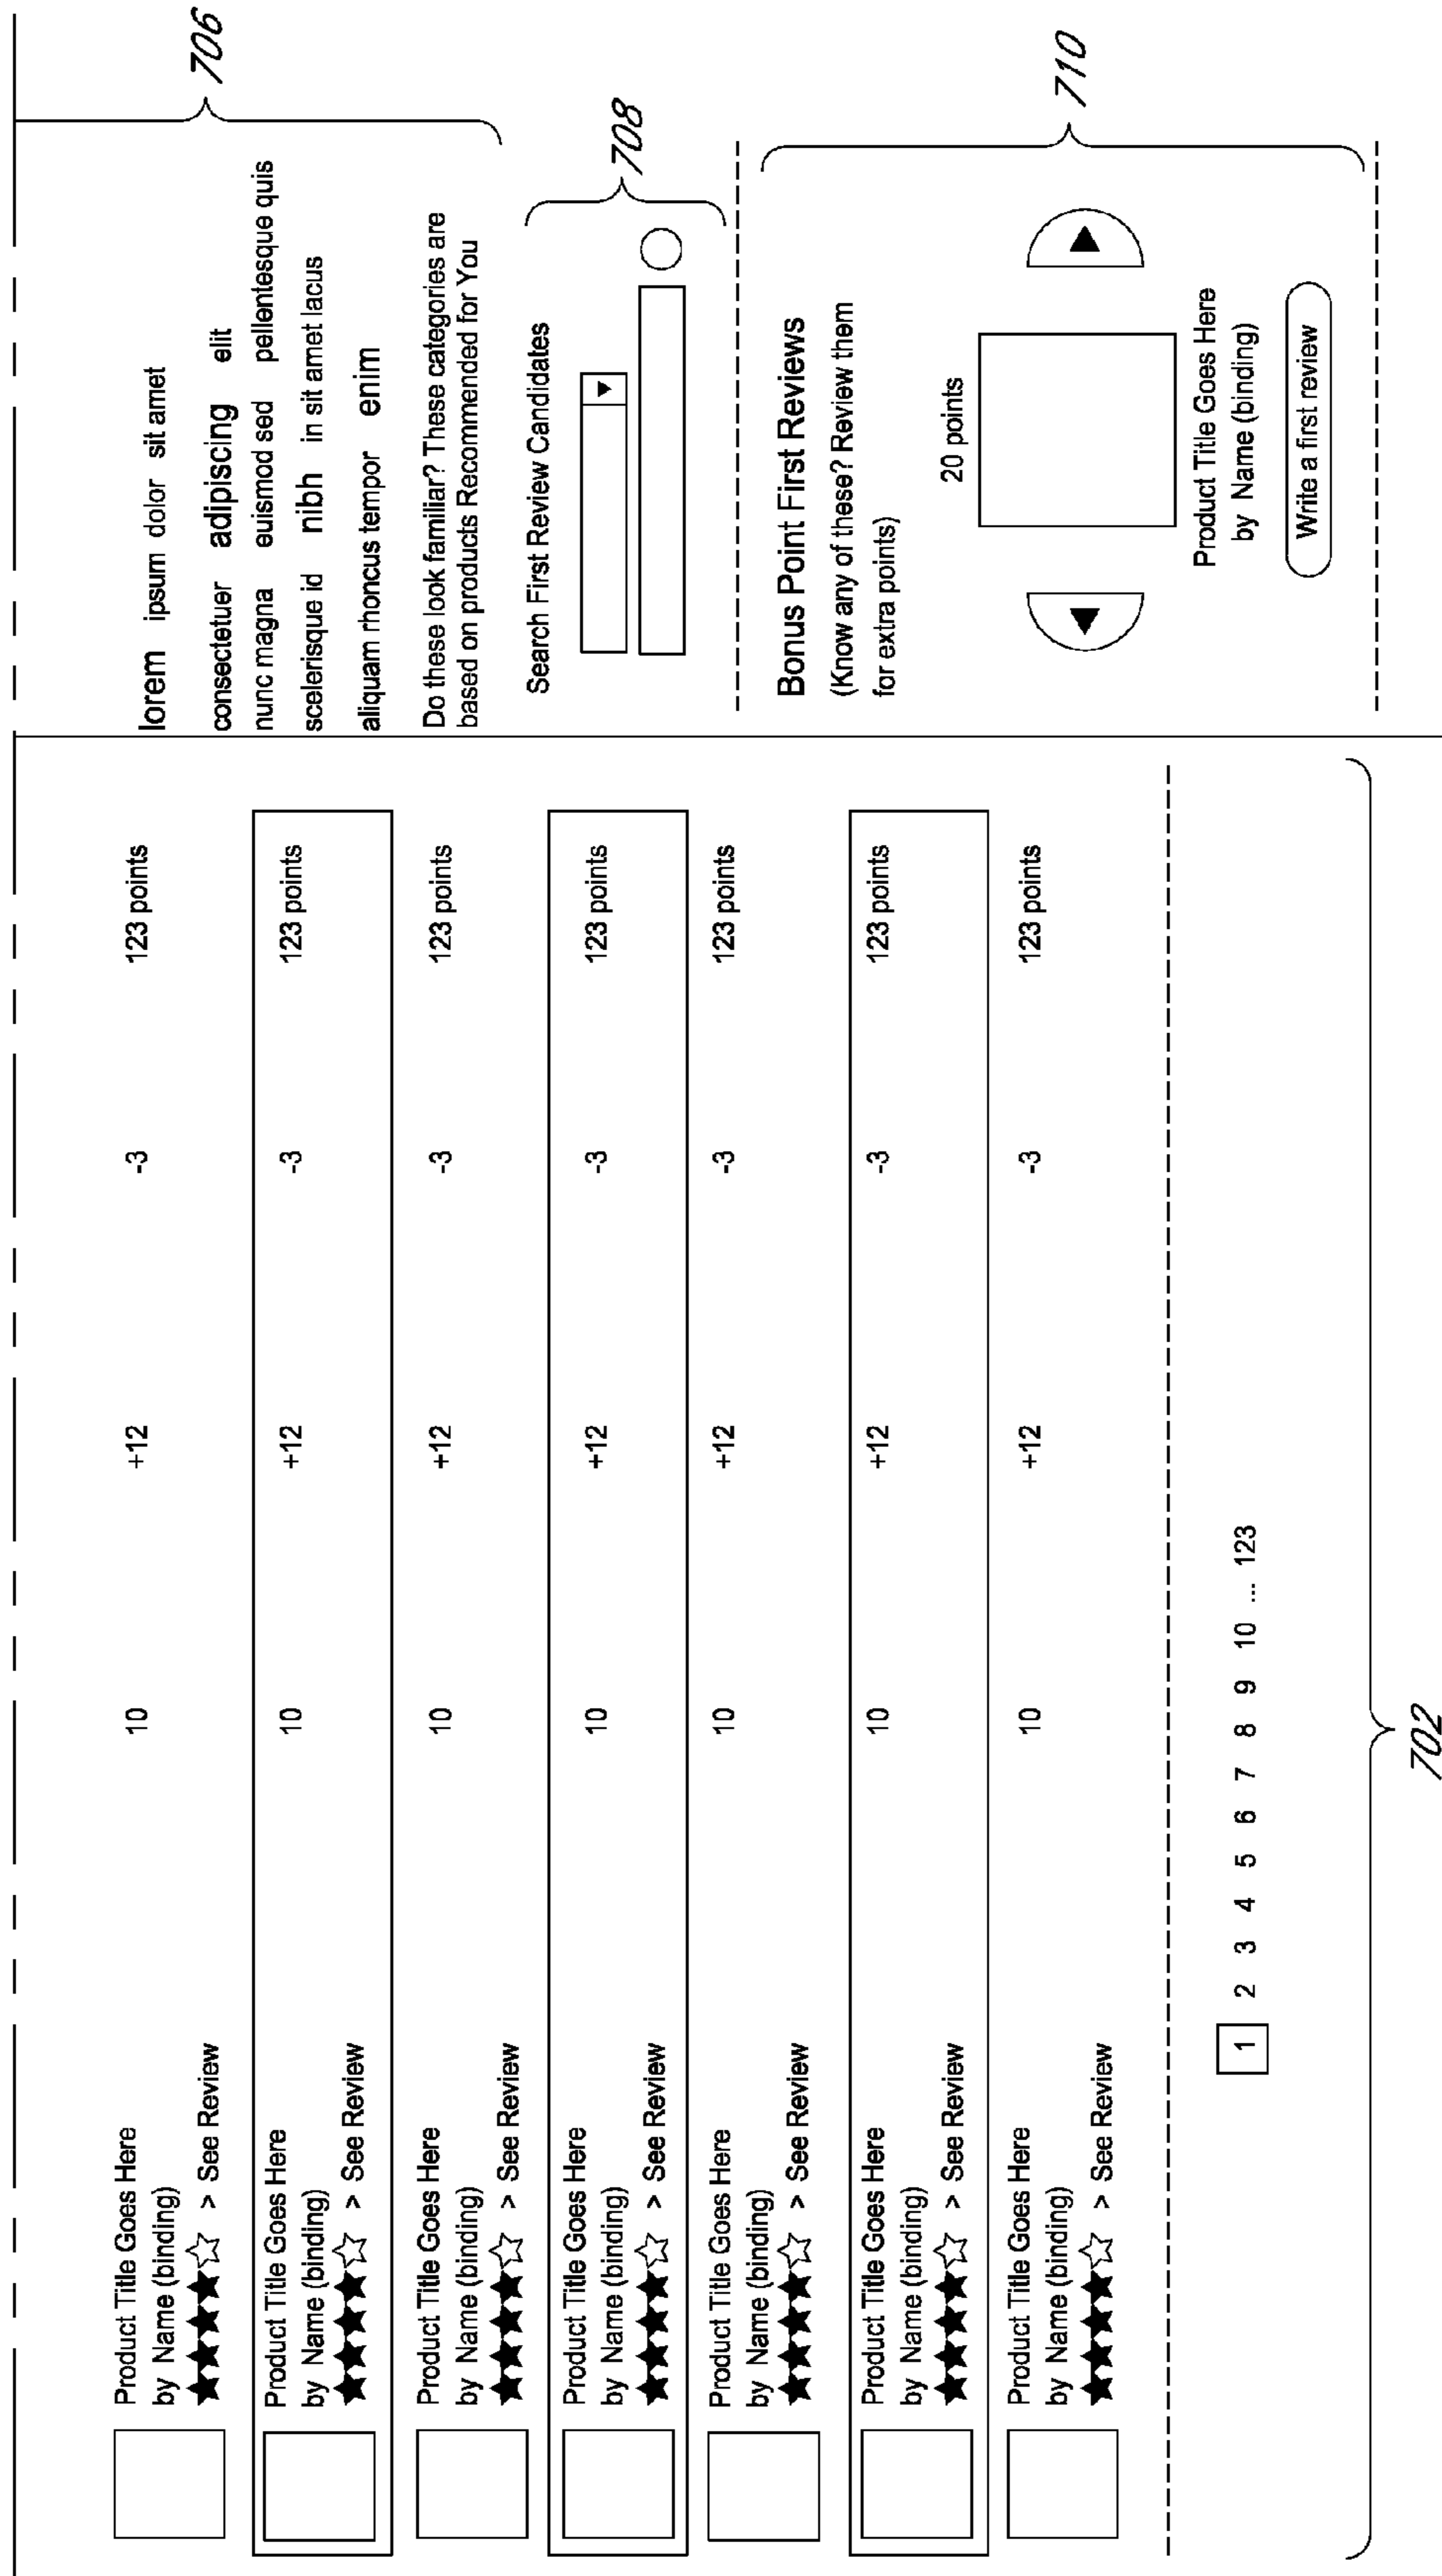 Product Title Goes Here
by Name (binding)
> See Review
10 +12 -3 123 points
Product Title Goes Here
by Name (binding)
> See Review
10 +12 -3 123 points
Product Title Goes Here
by Name (binding)
> See Review
10 +12 -3 123 points
Product Title Goes Here
by Name (binding)
> See Review
10 +12 -3 123 points
Product Title Goes Here
by Name (binding)
> See Review
10 +12 -3 123 points
Product Title Goes Here
by Name (binding)
> See Review
10 +12 -3 123 points
Product Title Goes Here
by Name (binding)
> See Review
10 +12 -3 123 points
1 2 3 4 5 6 7 8 9 10 ... 123
702
lorem ipsum dolor sit amet
consectetuer adipiscing elit
nunc magna euismod sed pellentesque quis
scelerisque id nibh in sit amet lacus
aliquam rhoncus tempor enim
Do these look familiar? These categories are
based on products Recommended for You
706
Search First Review Candidates
708
Bonus Point First Reviews
(Know any of these? Review them
for extra points)
20 points
Product Title Goes Here
by Name (binding)
Write a first review
710